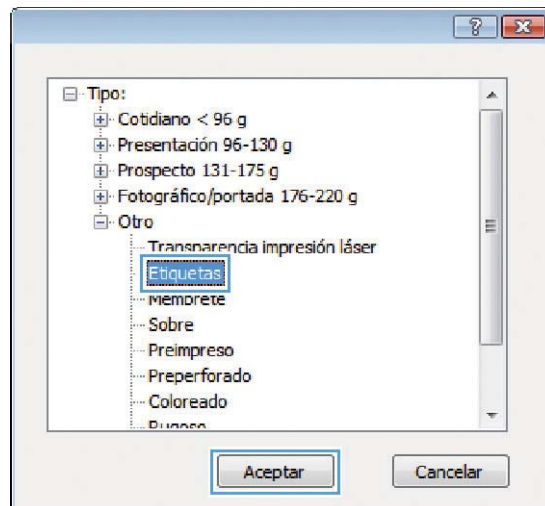 Tipo:
Cotidiano < 96 g
Presentación 96-130 g
Prospecto 131-175 g
Fotográfico/portada 176-220 g
Otro
Transparencia impresión láser
Etiquetas
Membrete
Sobre
Preimpreso
Preperforado
Coloreado
Rugoso
Aceptar Cancelar